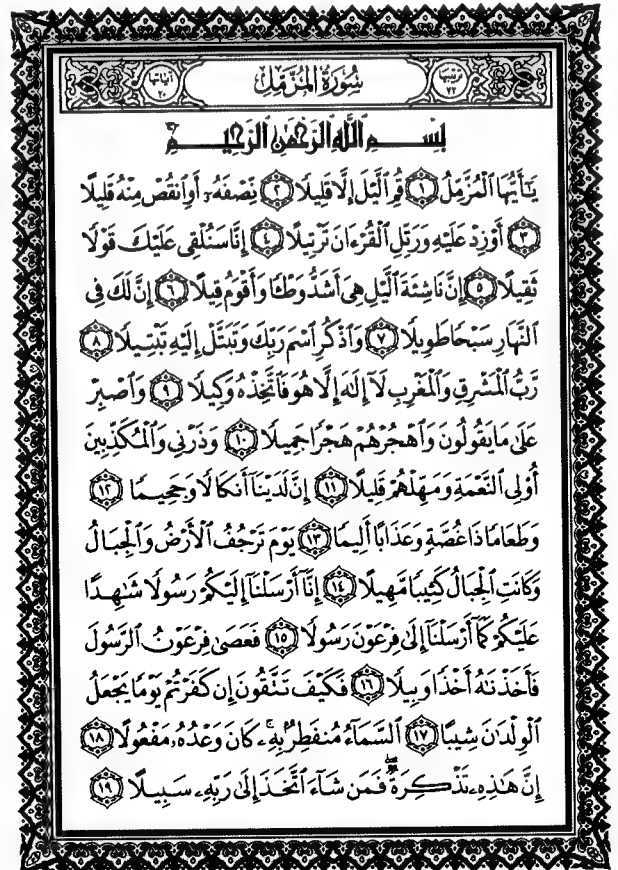 ترتيبها ٧٣ سُورَةُ المُزَّمِّل آياتها ٢٠
بِسْمِ ٱللَّهِ ٱلرَّحْمَٰنِ ٱلرَّحِيمِ
يَٰٓأَيُّهَا ٱلْمُزَّمِّلُ ١ قُمِ ٱلَّيْلَ إِلَّا قَلِيلًا ٢ نِّصْفَهُۥٓ أَوِ ٱنقُصْ مِنْهُ قَلِيلًا
٣ أَوْ زِدْ عَلَيْهِ وَرَتِّلِ ٱلْقُرْءَانَ تَرْتِيلًا ٤ إِنَّا سَنُلْقِى عَلَيْكَ قَوْلًا
ثَقِيلًا ٥ إِنَّ نَاشِئَةَ ٱلَّيْلِ هِىَ أَشَدُّ وَطْـًٔا وَأَقْوَمُ قِيلًا ٦ إِنَّ لَكَ فِى
ٱلنَّهَارِ سَبْحًا طَوِيلًا ٧ وَٱذْكُرِ ٱسْمَ رَبِّكَ وَتَبَتَّلْ إِلَيْهِ تَبْتِيلًا ٨
رَّبُّ ٱلْمَشْرِقِ وَٱلْمَغْرِبِ لَآ إِلَٰهَ إِلَّا هُوَ فَٱتَّخِذْهُ وَكِيلًا ٩ وَٱصْبِرْ
عَلَىٰ مَا يَقُولُونَ وَٱهْجُرْهُمْ هَجْرًا جَمِيلًا ١٠ وَذَرْنِى وَٱلْمُكَذِّبِينَ
أُو۟لِى ٱلنَّعْمَةِ وَمَهِّلْهُمْ قَلِيلًا ١١ إِنَّ لَدَيْنَآ أَنكَالًا وَجَحِيمًا ١٢
وَطَعَامًا ذَا غُصَّةٍ وَعَذَابًا أَلِيمًا ١٣ يَوْمَ تَرْجُفُ ٱلْأَرْضُ وَٱلْجِبَالُ
وَكَانَتِ ٱلْجِبَالُ كَثِيبًا مَّهِيلًا ١٤ إِنَّآ أَرْسَلْنَآ إِلَيْكُمْ رَسُولًا شَٰهِدًا
عَلَيْكُمْ كَمَآ أَرْسَلْنَآ إِلَىٰ فِرْعَوْنَ رَسُولًا ١٥ فَعَصَىٰ فِرْعَوْنُ ٱلرَّسُولَ
فَأَخَذْنَٰهُ أَخْذًا وَبِيلًا ١٦ فَكَيْفَ تَتَّقُونَ إِن كَفَرْتُمْ يَوْمًا يَجْعَلُ
ٱلْوِلْدَٰنَ شِيبًا ١٧ ٱلسَّمَآءُ مُنفَطِرٌۢ بِهِۦ كَانَ وَعْدُهُۥ مَفْعُولًا ١٨
إِنَّ هَٰذِهِۦ تَذْكِرَةٌ فَمَن شَآءَ ٱتَّخَذَ إِلَىٰ رَبِّهِۦ سَبِيلًا ١٩